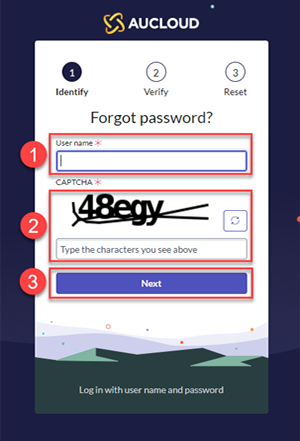 AUCLOUD
1 2 3
Identify Verify Reset
Forgot password?
User name *
1
CAPTCHA *
48egy
2
Type the characters you see above
3 Next
Log in with user name and password